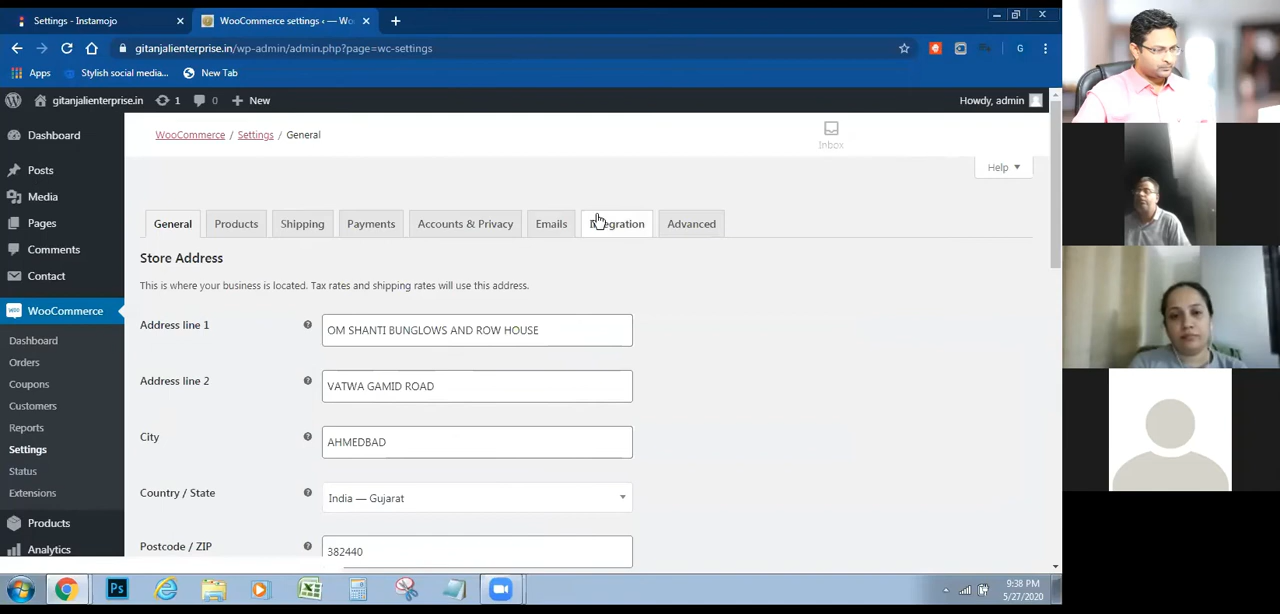 Settings - Instamojo
WooCommerce settings ‹ — Wo
gitanjalienterprise.in/wp-admin/admin.php?page=wc-settings
G
Apps
Stylish social media...
New Tab
gitanjalienterprise.in
1
0
New
Howdy, admin
Dashboard
Posts
Media
Pages
Comments
Contact
WooCommerce
Dashboard
Orders
Coupons
Customers
Reports
Settings
Status
Extensions
Products
Analytics
WooCommerce / Settings / General
Inbox
Help
General
Products
Shipping
Payments
Accounts & Privacy
Emails
Integration
Advanced
Store Address
This is where your business is located. Tax rates and shipping rates will use this address.
Address line 1
OM SHANTI BUNGLOWS AND ROW HOUSE
Address line 2
VATWA GAMID ROAD
City
AHMEDBAD
Country / State
India — Gujarat
Postcode / ZIP
382440
Ps
9:38 PM
5/27/2020